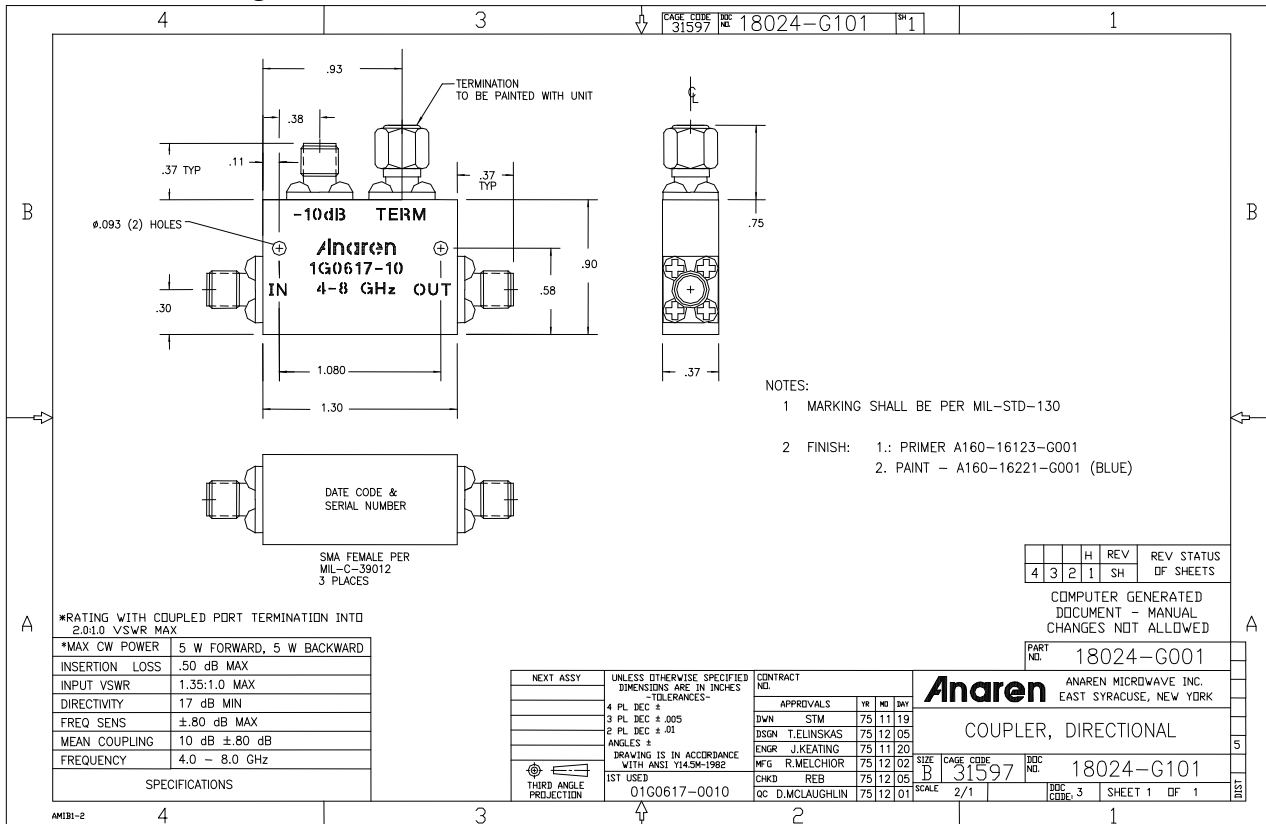 4
3
1
CAGE CODE
31597
DOC
NO.
18024-G101
SH
1
B
B
A
A
.93
TERMINATION
TO BE PAINTED WITH UNIT
.38
.37 TYP
.11
.37
TYP
-10dB TERM
ø.093 (2) HOLES
Anaren
1G0617-10
IN 4-8 GHz OUT
.90
.58
.30
1.080
1.30
℄
.75
.37
NOTES:
1 MARKING SHALL BE PER MIL-STD-130
2 FINISH: 1.: PRIMER A160-16123-G001
2. PAINT - A160-16221-G001 (BLUE)
DATE CODE &
SERIAL NUMBER
SMA FEMALE PER
MIL-C-39012
3 PLACES
H REV REV STATUS
4 3 2 1 SH OF SHEETS
COMPUTER GENERATED
DOCUMENT - MANUAL
CHANGES NOT ALLOWED
*RATING WITH COUPLED PORT TERMINATION INTO
2.0:1.0 VSWR MAX
*MAX CW POWER 5 W FORWARD, 5 W BACKWARD
INSERTION LOSS .50 dB MAX
INPUT VSWR 1.35:1.0 MAX
DIRECTIVITY 17 dB MIN
FREQ SENS ±.80 dB MAX
MEAN COUPLING 10 dB ±.80 dB
FREQUENCY 4.0 - 8.0 GHz
SPECIFICATIONS
PART
NO.
18024-G001
NEXT ASSY
UNLESS OTHERWISE SPECIFIED
DIMENSIONS ARE IN INCHES
-TOLERANCES-
4 PL DEC ±
3 PL DEC ± .005
2 PL DEC ± .01
ANGLES ±
DRAWING IS IN ACCORDANCE
WITH ANSI Y14.5M-1982
THIRD ANGLE
PROJECTION
1ST USED
01G0617-0010
CONTRACT
NO.
APPROVALS YR MO DAY
DWN STM 75 11 19
DSGN T.ELINSKAS 75 12 05
ENGR J.KEATING 75 11 20
MFG R.MELCHIOR 75 12 02
CHKD REB 75 12 05
QC D.MCLAUGHLIN 75 12 01
Anaren
ANAREN MICROWAVE INC.
EAST SYRACUSE, NEW YORK
COUPLER, DIRECTIONAL
SIZE
B
CAGE CODE
31597
DOC
NO.
18024-G101
SCALE 2/1
DOC
CODE: 3
SHEET 1 OF 1
5
DIST
AMIB1-2
4
3
2
1